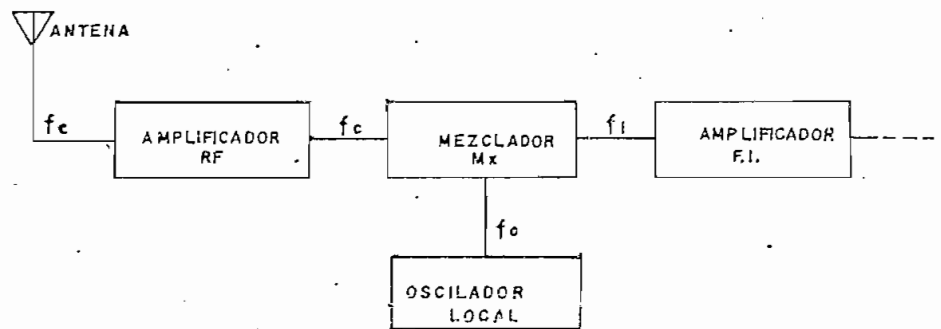 ANTENA
fc
AMPLIFICADOR
RF
fc
MEZCLADOR
Mx
fi
AMPLIFICADOR
F.I.
fo
OSCILADOR
LOCAL